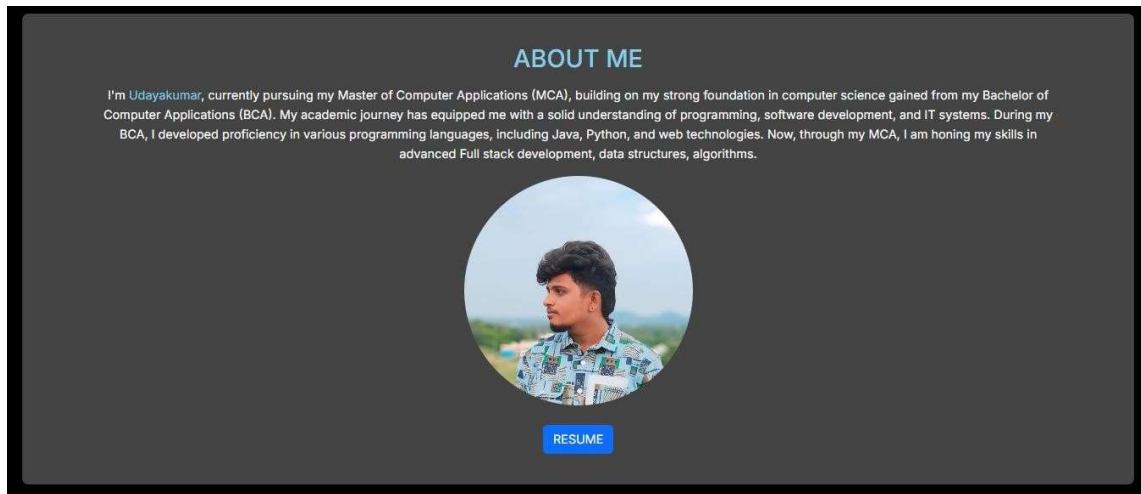 ABOUT ME
I'm Udayakumar, currently pursuing my Master of Computer Applications (MCA), building on my strong foundation in computer science gained from my Bachelor of
Computer Applications (BCA). My academic journey has equipped me with a solid understanding of programming, software development, and IT systems. During my
BCA, I developed proficiency in various programming languages, including Java, Python, and web technologies. Now, through my MCA, I am honing my skills in
advanced Full stack development, data structures, algorithms.
RESUME